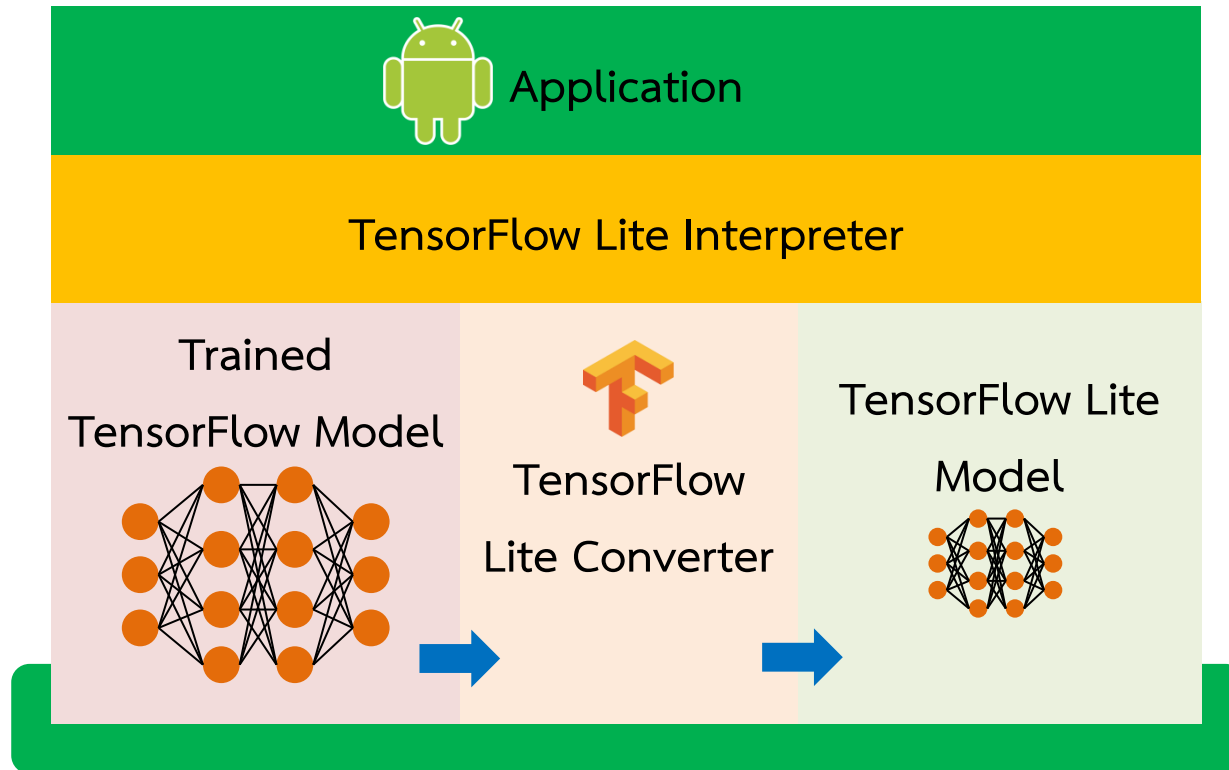 Application
TensorFlow Lite Interpreter
Trained
TensorFlow Model
TensorFlow
Lite Converter
TensorFlow Lite
Model